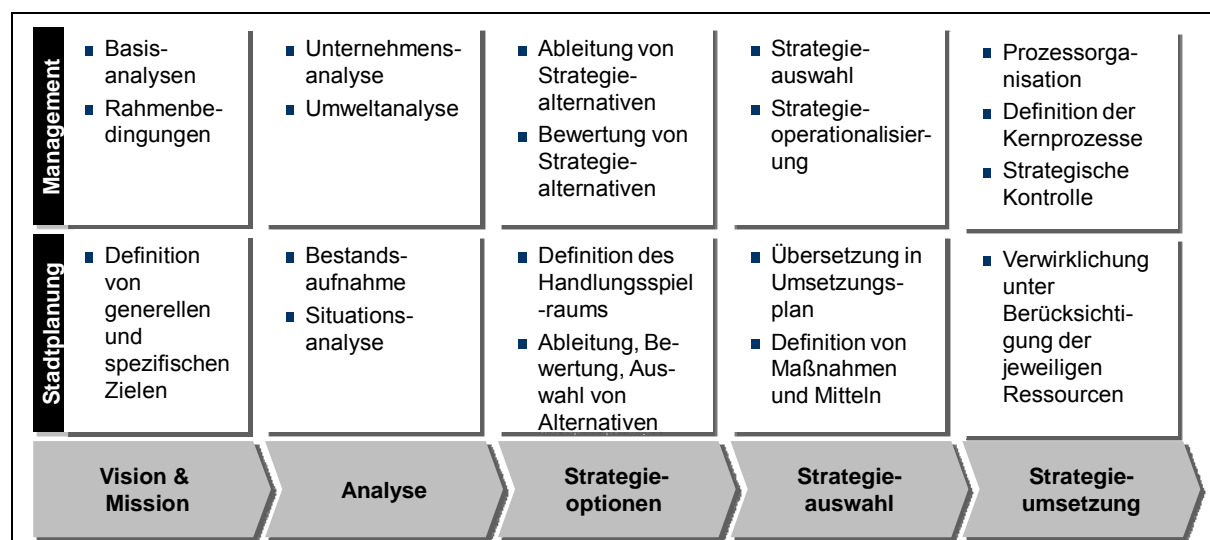 Management
Basis-
analysen
Rahmenbe-
dingungen
Unternehmens-
analyse
Umweltanalyse
Ableitung von
Strategie-
alternativen
Bewertung von
Strategie-
alternativen
Strategie-
auswahl
Strategie-
operationalisier-
ung
Prozessorga-
nisation
Definition der
Kernprozesse
Strategische
Kontrolle
Stadtplanung
Definition
von
generellen
und
spezifischen
Zielen
Bestands-
aufnahme
Situations-
analyse
Definition des
Handlungsspiel
-raums
Ableitung, Be-
wertung, Aus-
wahl von
Alternativen
Übersetzung in
Umsetzungs-
plan
Definition von
Maßnahmen
und Mitteln
Verwirklichung
unter
Berücksichti-
gung der
jeweiligen
Ressourcen
Vision &
Mission
Analyse
Strategie-
optionen
Strategie-
auswahl
Strategie-
umsetzung